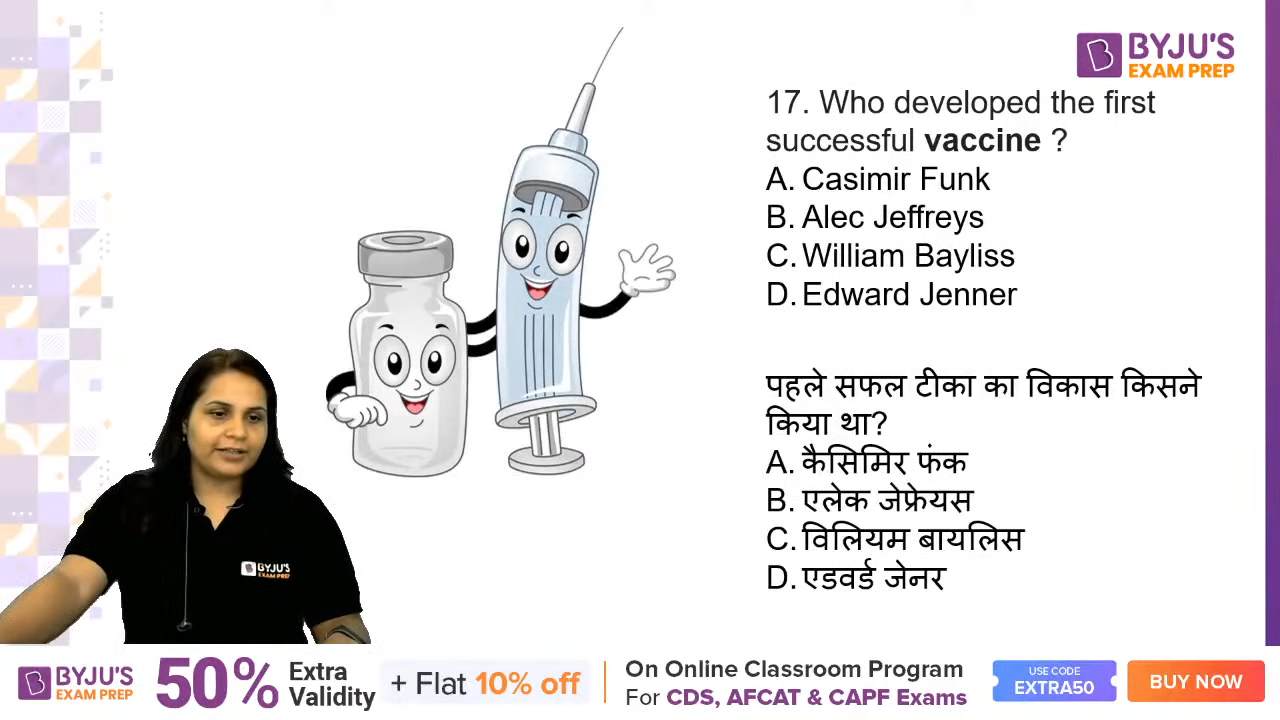 BYJU'S
EXAM PREP
17. Who developed the first
successful vaccine ?
A. Casimir Funk
B. Alec Jeffreys
C. William Bayliss
D. Edward Jenner
पहले सफल टीका का विकास किसने
किया था?
A. कैसिमिर फंक
B. एलेक जेफ्रेयस
C. विलियम बायलिस
D. एडवर्ड जेनर
BYJU'S
EXAM PREP
BYJU'S
EXAM PREP
50% Extra
Validity
+ Flat 10% off
On Online Classroom Program
For CDS, AFCAT & CAPF Exams
USE CODE
EXTRA50
BUY NOW